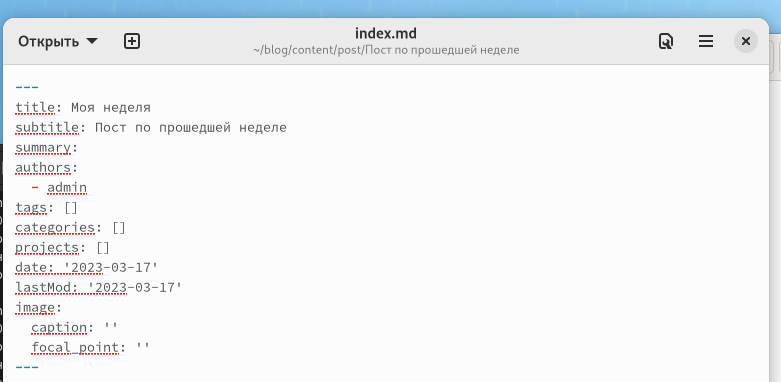 Открыть
index.md
~/blog/content/post/Пост по прошедшей неделе
---
title: Моя неделя
subtitle: Пост по прошедшей неделе
summary:
authors:
  - admin
tags: []
categories: []
projects: []
date: '2023-03-17'
lastMod: '2023-03-17'
image:
  caption: ''
  focal_point: ''
---